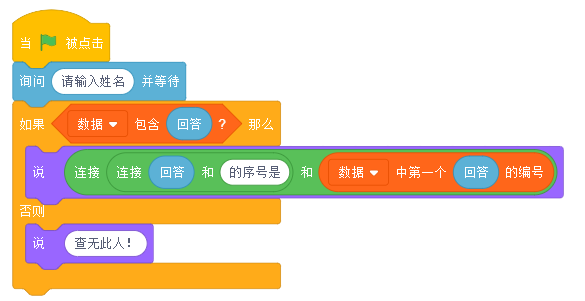 当 被点击
询问 请输入姓名 并等待
如果 数据 包含 回答 ? 那么
说 连接 连接 回答 和 的序号是 和 数据 中第一个 回答 的编号
否则
说 查无此人！